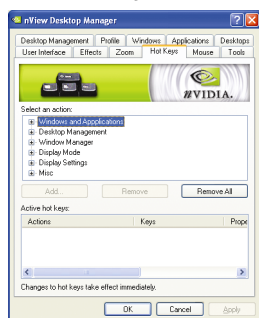 nView Desktop Manager
Desktop Management Profile Windows Applications Desktops
User Interface Effects Zoom Hot Keys Mouse Tools
NVIDIA.
Select an action:
Windows and Appplications
Desktop Management
Window Manager
Display Mode
Display Settings
Misc
Add... Remove Remove All
Active hot keys:
Actions Keys Prope
Changes to hot keys take effect immediately.
OK Cancel Apply